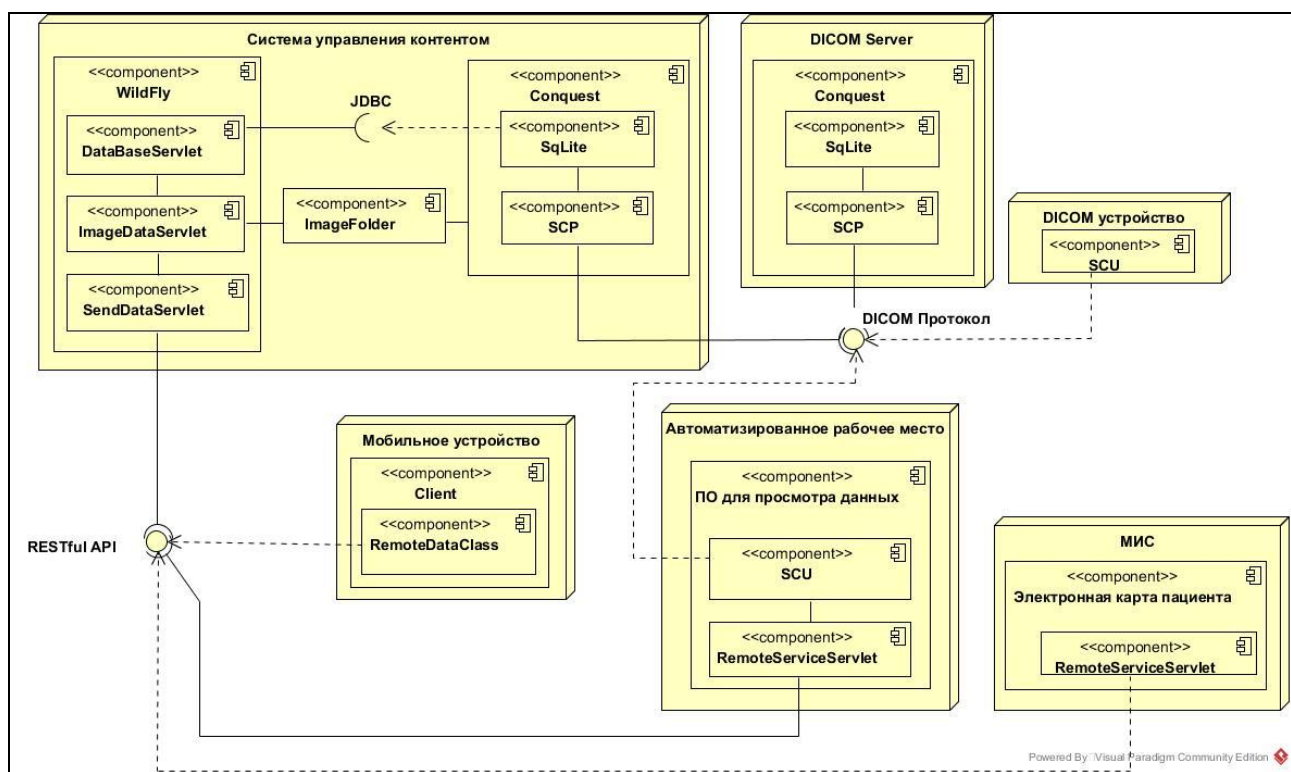 Система управления контентом
<<component>>
WildFly
<<component>>
DataBaseServlet
<<component>>
ImageDataServlet
<<component>>
SendDataServlet
JDBC
<<component>>
ImageFolder
<<component>>
Conquest
<<component>>
SqLite
<<component>>
SCP
DICOM Server
<<component>>
Conquest
<<component>>
SqLite
<<component>>
SCP
DICOM устройство
<<component>>
SCU
DICOM Протокол
Мобильное устройство
<<component>>
Client
<<component>>
RemoteDataClass
RESTful API
Автоматизированное рабочее место
<<component>>
ПО для просмотра данных
<<component>>
SCU
<<component>>
RemoteServiceServlet
МИС
<<component>>
Электронная карта пациента
<<component>>
RemoteServiceServlet
Powered By Visual Paradigm Community Edition